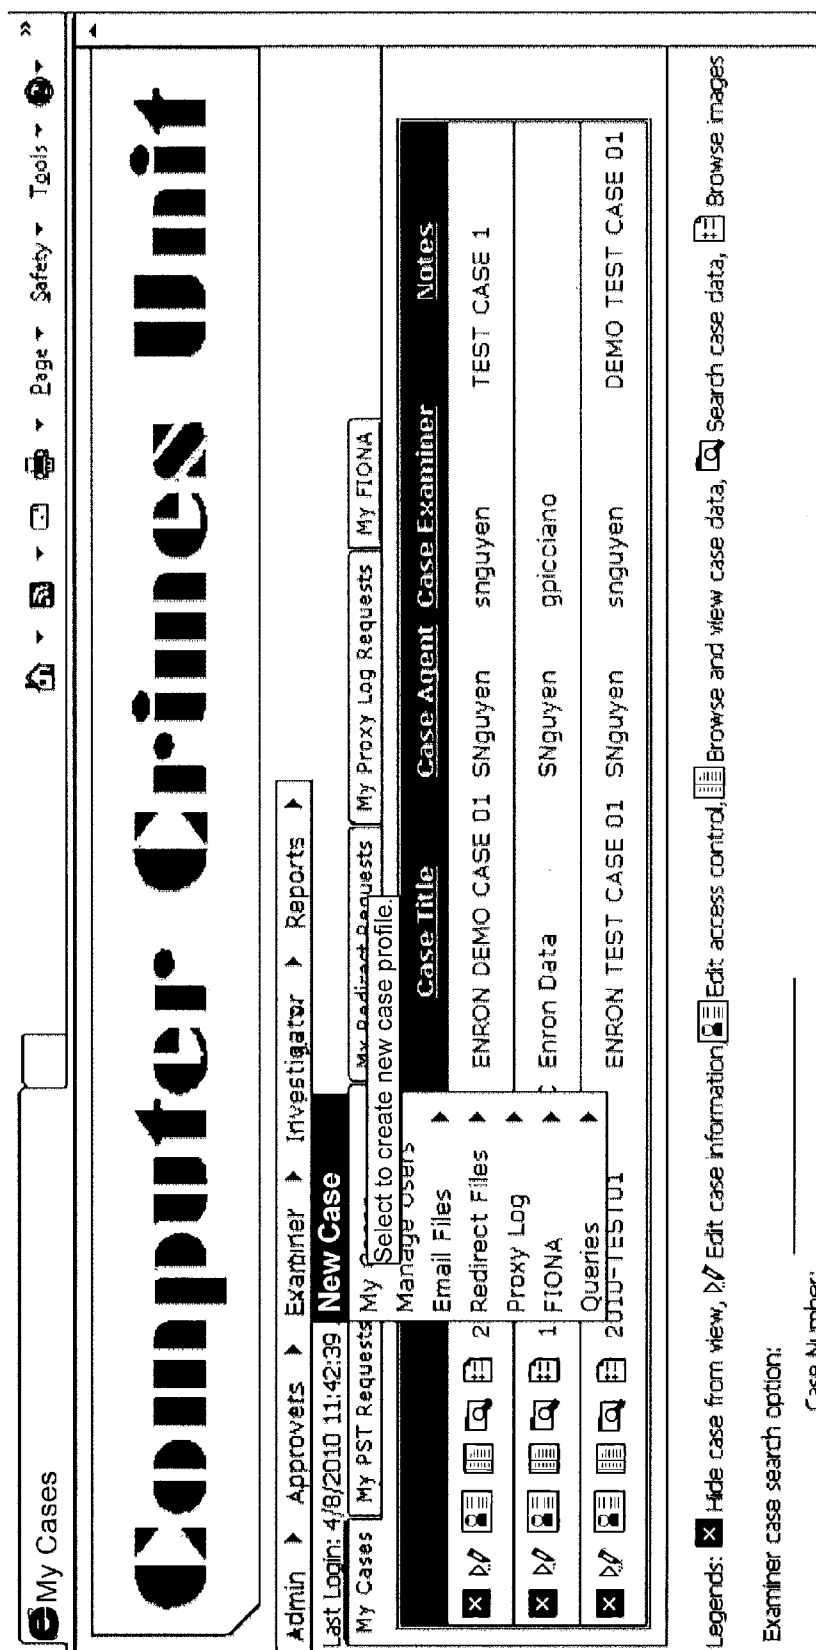 My Cases
Page Safety Tools
Computer Crimes Unit
Admin Approvers Examiner Investigator Reports
Last Login: 4/8/2010 11:42:39
New Case
My Cases My PST Requests My Redirect Requests My Proxy Log Requests My FIONA
Select to create new case profile.
My
Manage Users
Email Files
Redirect Files
Proxy Log
FIONA
Queries
Case Title Case Agent Case Examiner Notes
2 ENRON DEMO CASE 01 SNguyen snguyen TEST CASE 1
1 C Enron Data SNguyen gpicciano
2010-TEST01 ENRON TEST CASE 01 SNguyen snguyen DEMO TEST CASE 01
Legends: Hide case from view, Edit case information, Edit access control, Browse and view case data, Search case data, Browse images
Examiner case search option:
Case Number: